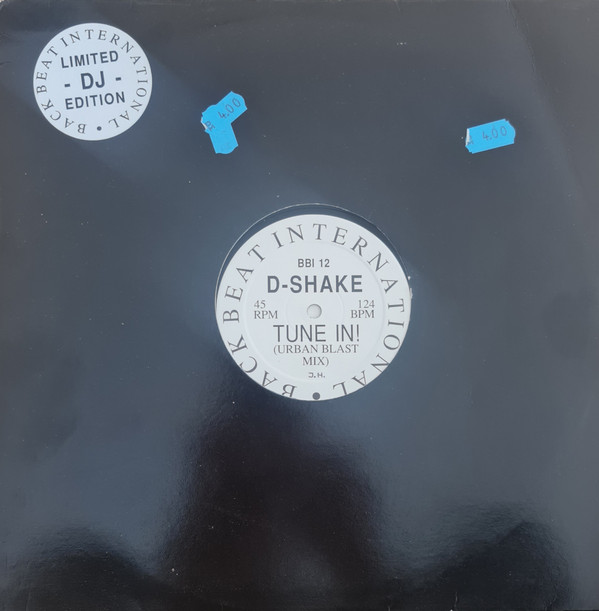 BACK BEAT INTERNATIONAL
LIMITED
- DJ -
EDITION
4.00
4.00
BACK BEAT INTERNATIONAL
BBI 12
D-SHAKE
45
RPM
124
BPM
TUNE IN!
(URBAN BLAST
MIX)
J.H.